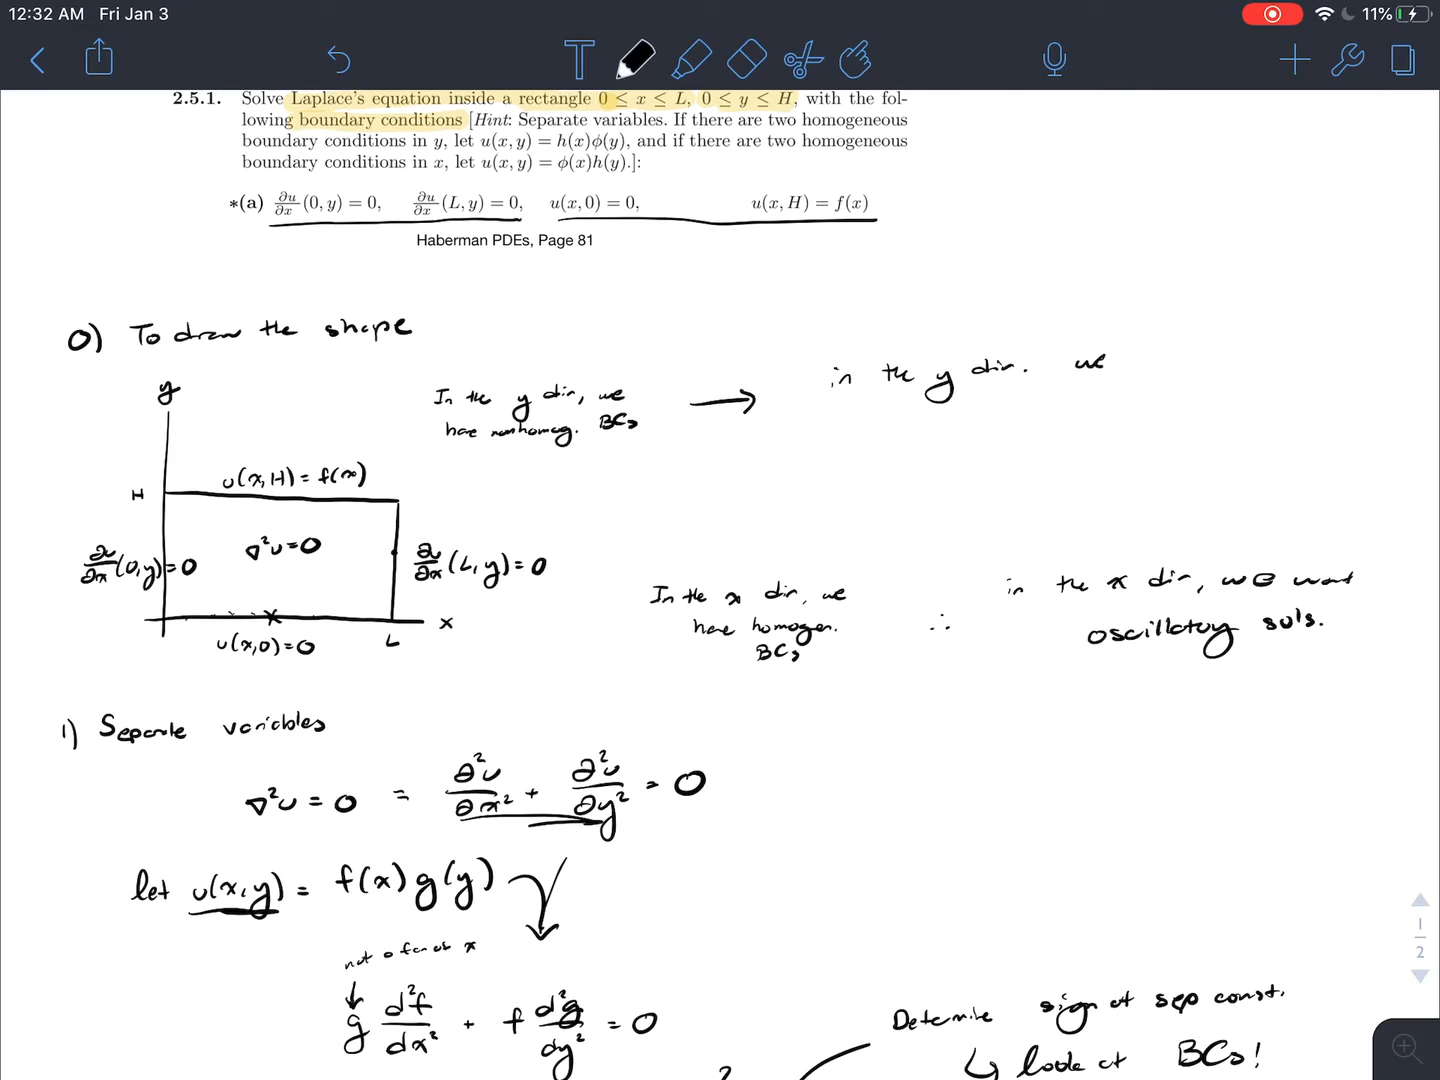 12:32 AM Fri Jan 3
11%
T
2.5.1. Solve Laplace's equation inside a rectangle 0 ≤ x ≤ L, 0 ≤ y ≤ H, with the fol-
lowing boundary conditions [Hint: Separate variables. If there are two homogeneous
boundary conditions in y, let u(x, y) = h(x)ϕ(y), and if there are two homogeneous
boundary conditions in x, let u(x, y) = ϕ(x)h(y).]:
*(a) ∂u/∂x (0, y) = 0, ∂u/∂x (L, y) = 0, u(x, 0) = 0, u(x, H) = f(x)
Haberman PDEs, Page 81
0) To draw the shape
y
In the y dir, we
have nonhomog. BCs
→ in the y dir. we
H
u(x,H) = f(x)
∂u/∂x (0,y) = 0
∇²u = 0
∂u/∂x (L,y) = 0
x
u(x,0) = 0
L
In the x dir, we
have homogen.
BCs
∴ in the x dir, we want
oscillatory sols.
1) Separate variables
∇²u = 0 = ∂²u/∂x² + ∂²u/∂y² = 0
let u(x,y) = f(x) g(y)
not a fcn of x
g d²f/dx² + f d²g/dy² = 0
Determine sign of sep const.
↳ look at BCs!
1
2